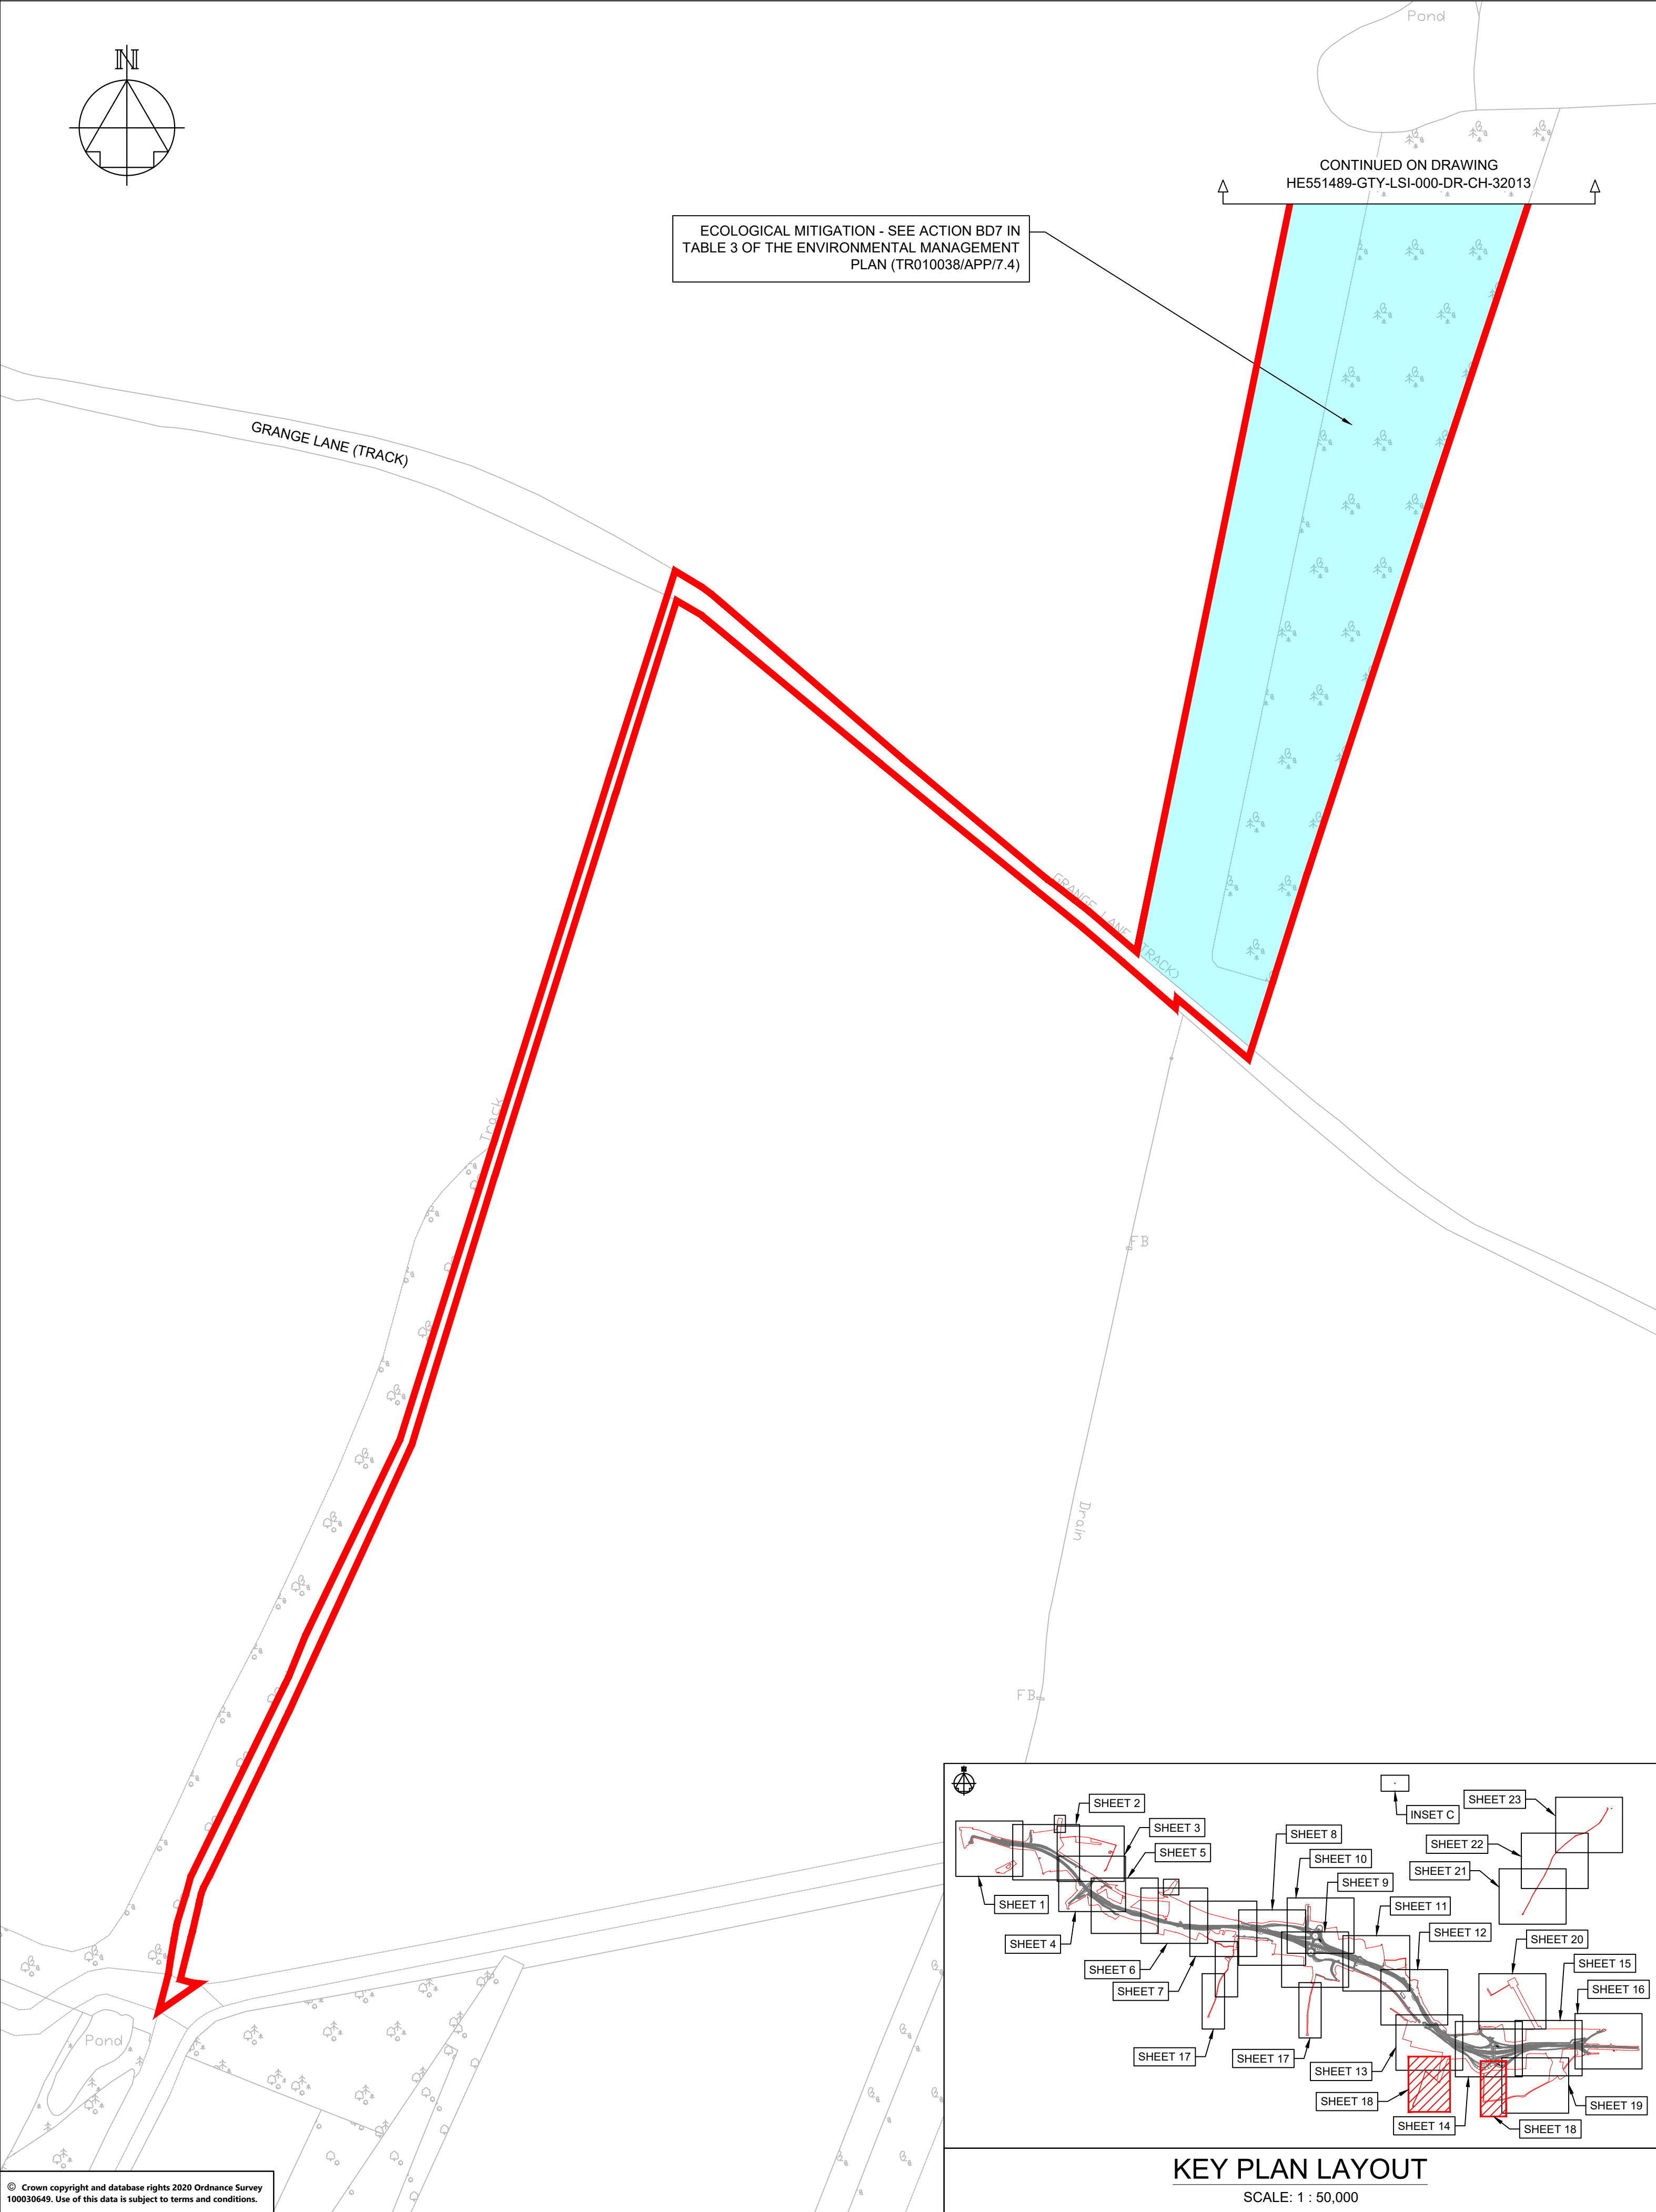 N
Pond
CONTINUED ON DRAWING
HE551489-GTY-LSI-000-DR-CH-32013
ECOLOGICAL MITIGATION - SEE ACTION BD7 IN
TABLE 3 OF THE ENVIRONMENTAL MANAGEMENT
PLAN (TR010038/APP/7.4)
GRANGE LANE (TRACK)
GRANGE LANE (TRACK)
Track
FB
Drain
FB
Pond
SHEET 2
SHEET 3
SHEET 5
SHEET 1
SHEET 4
SHEET 6
SHEET 7
SHEET 8
SHEET 10
SHEET 9
SHEET 11
SHEET 12
INSET C
SHEET 23
SHEET 22
SHEET 21
SHEET 20
SHEET 15
SHEET 16
SHEET 17
SHEET 17
SHEET 13
SHEET 18
SHEET 14
SHEET 18
SHEET 19
KEY PLAN LAYOUT
SCALE: 1 : 50,000
© Crown copyright and database rights 2020 Ordnance Survey
100030649. Use of this data is subject to terms and conditions.